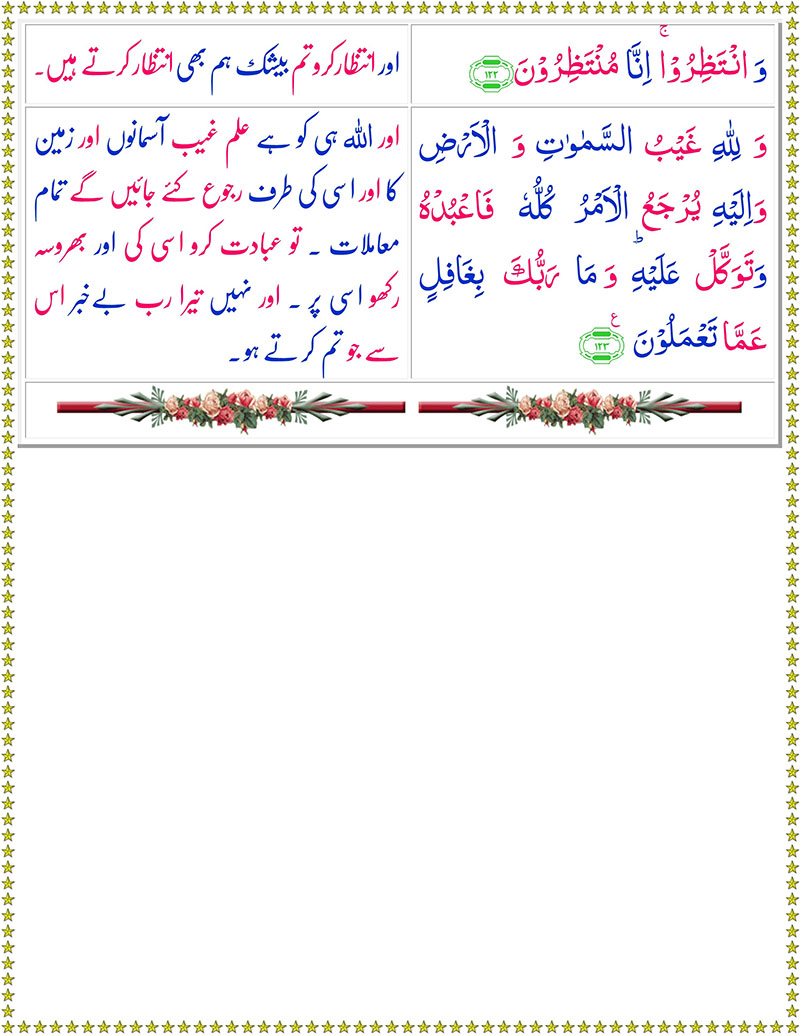 وَ انْتَظِرُوْا ۚ اِنَّا مُنْتَظِرُوْنَ ﴿۱۲۲﴾
اور انتظار کرو تم بیشک ہم بھی انتظار کرتے ہیں۔
وَ لِلّٰهِ غَیْبُ السَّمٰوٰتِ وَ الْاَرْضِ
وَاِلَیْهِ یُرْجَعُ الْاَمْرُ كُلُّهٗ فَاعْبُدْهُ
وَتَوَكَّلْ عَلَیْهِ ؕ وَ مَا رَبُّكَ بِغَافِلٍ
عَمَّا تَعْمَلُوْنَ ﴿۱۲۳﴾ ع
اور اللہ ہی کو ہے علم غیب آسمانوں اور زمین
کا اور اسی کی طرف رجوع کئے جائیں گے تمام
معاملات ۔ تو عبادت کرو اسی کی اور بھروسہ
رکھو اسی پر ۔ اور نہیں تیرا رب بے خبر اس
سے جو تم کرتے ہو۔